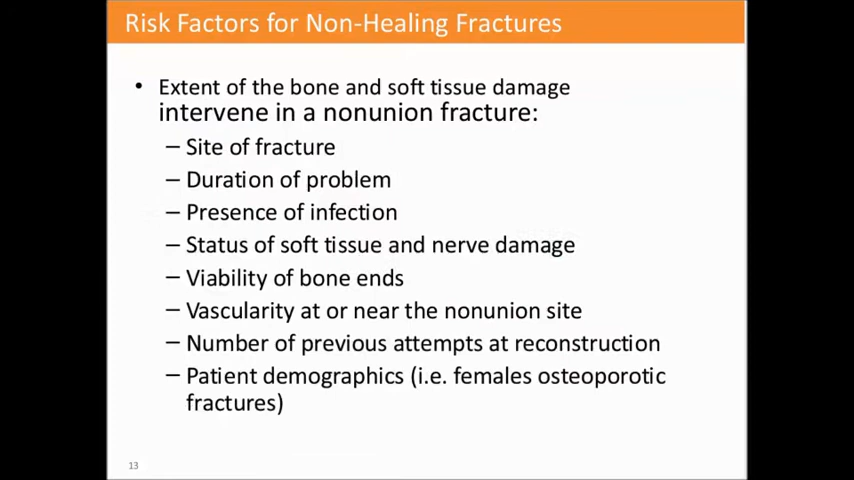 Risk Factors for Non-Healing Fractures
• Extent of the bone and soft tissue damage
intervene in a nonunion fracture:
– Site of fracture
– Duration of problem
– Presence of infection
– Status of soft tissue and nerve damage
– Viability of bone ends
– Vascularity at or near the nonunion site
– Number of previous attempts at reconstruction
– Patient demographics (i.e. females osteoporotic
fractures)
13